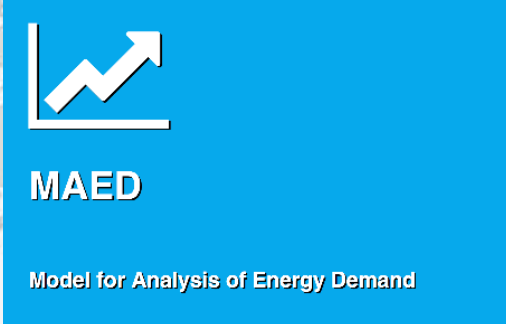 MAED
Model for Analysis of Energy Demand